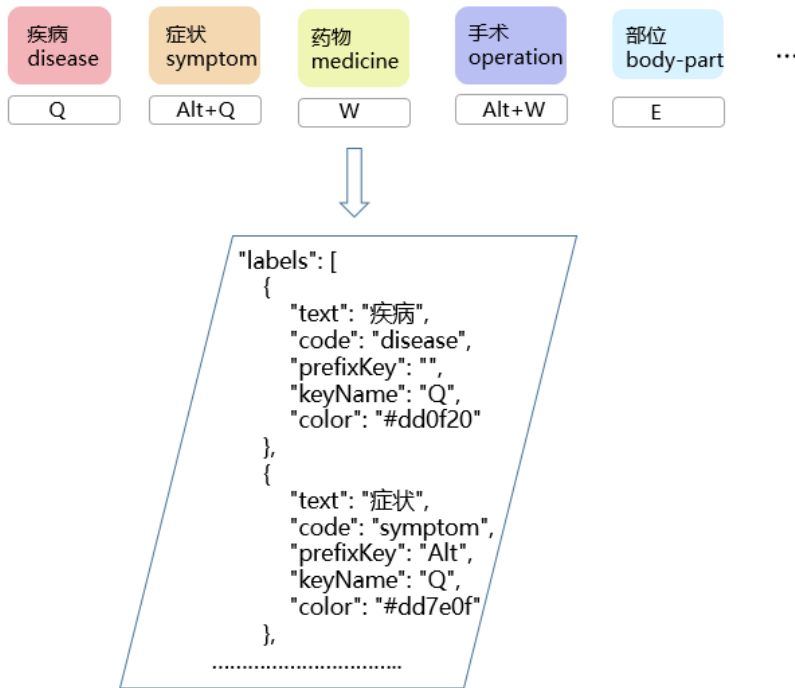 疾病
disease
症状
symptom
药物
medicine
手术
operation
部位
body-part
...
Q
Alt+Q
W
Alt+W
E
"labels": [
{
"text": "疾病",
"code": "disease",
"prefixKey": "",
"keyName": "Q",
"color": "#dd0f20"
},
{
"text": "症状",
"code": "symptom",
"prefixKey": "Alt",
"keyName": "Q",
"color": "#dd7e0f"
},
................................